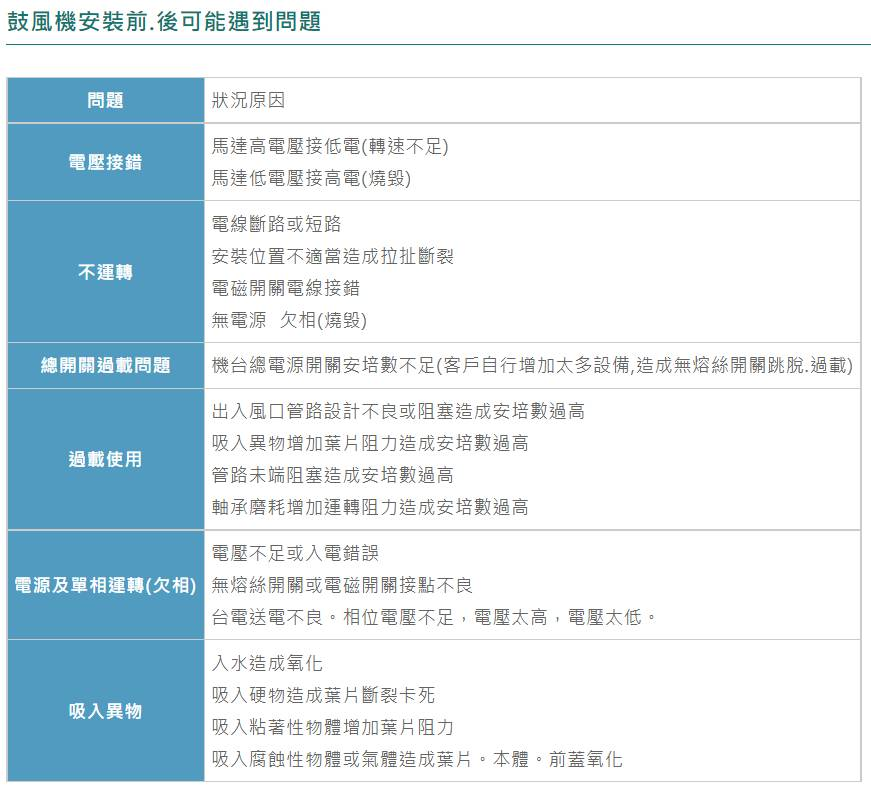 鼓風機安裝前.後可能遇到問題
問題
狀況原因
電壓接錯
馬達高電壓接低電(轉速不足)
馬達低電壓接高電(燒毀)
不運轉
電線斷路或短路
安裝位置不適當造成拉扯斷裂
電磁開關電線接錯
無電源 欠相(燒毀)
總開關過載問題
機台總電源開關安培數不足(客戶自行增加太多設備,造成無熔絲開關跳脫.過載)
過載使用
出入風口管路設計不良或阻塞造成安培數過高
吸入異物增加葉片阻力造成安培數過高
管路未端阻塞造成安培數過高
軸承磨耗增加運轉阻力造成安培數過高
電源及單相運轉(欠相)
電壓不足或入電錯誤
無熔絲開關或電磁開關接點不良
台電送電不良。相位電壓不足，電壓太高，電壓太低。
吸入異物
入水造成氧化
吸入硬物造成葉片斷裂卡死
吸入粘著性物體增加葉片阻力
吸入腐蝕性物體或氣體造成葉片。本體。前蓋氧化